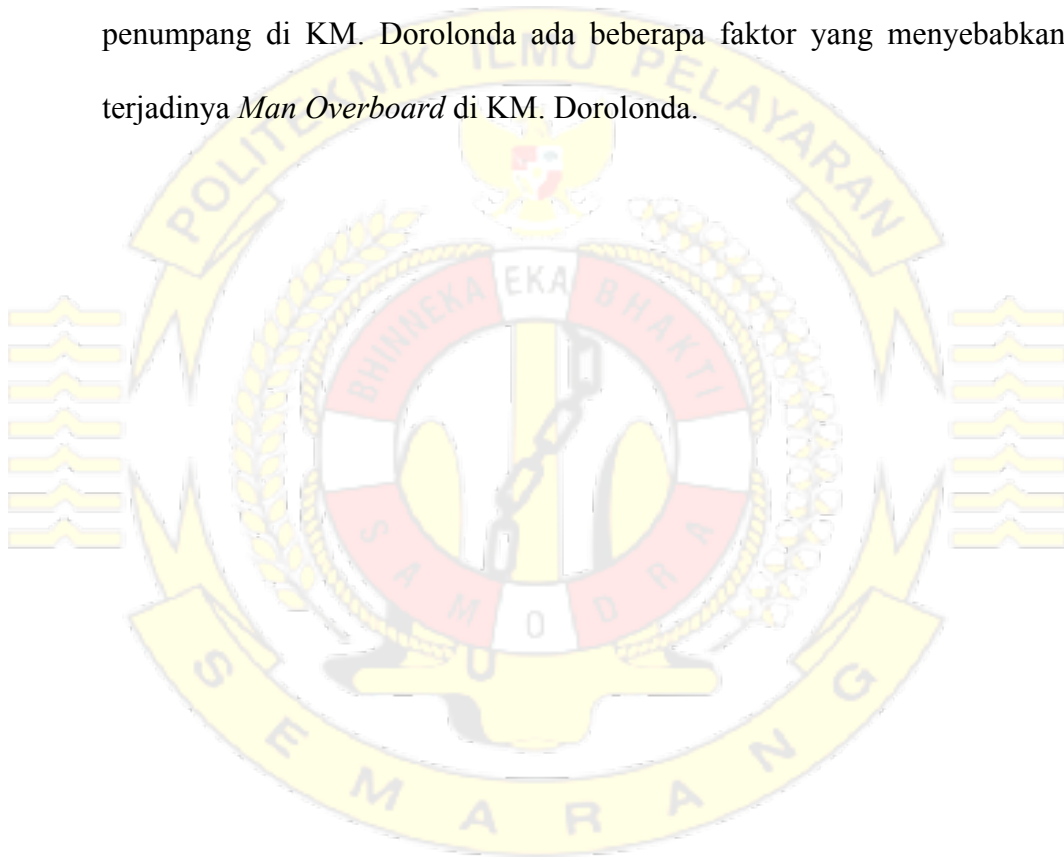 penumpang di KM. Dorolonda ada beberapa faktor yang menyebabkan
terjadinya Man Overboard di KM. Dorolonda.
POLITEKNIK ILMU PELAYARAN
BHINNEKA EKA BHAKTI
SAMODRA
SEMARANG